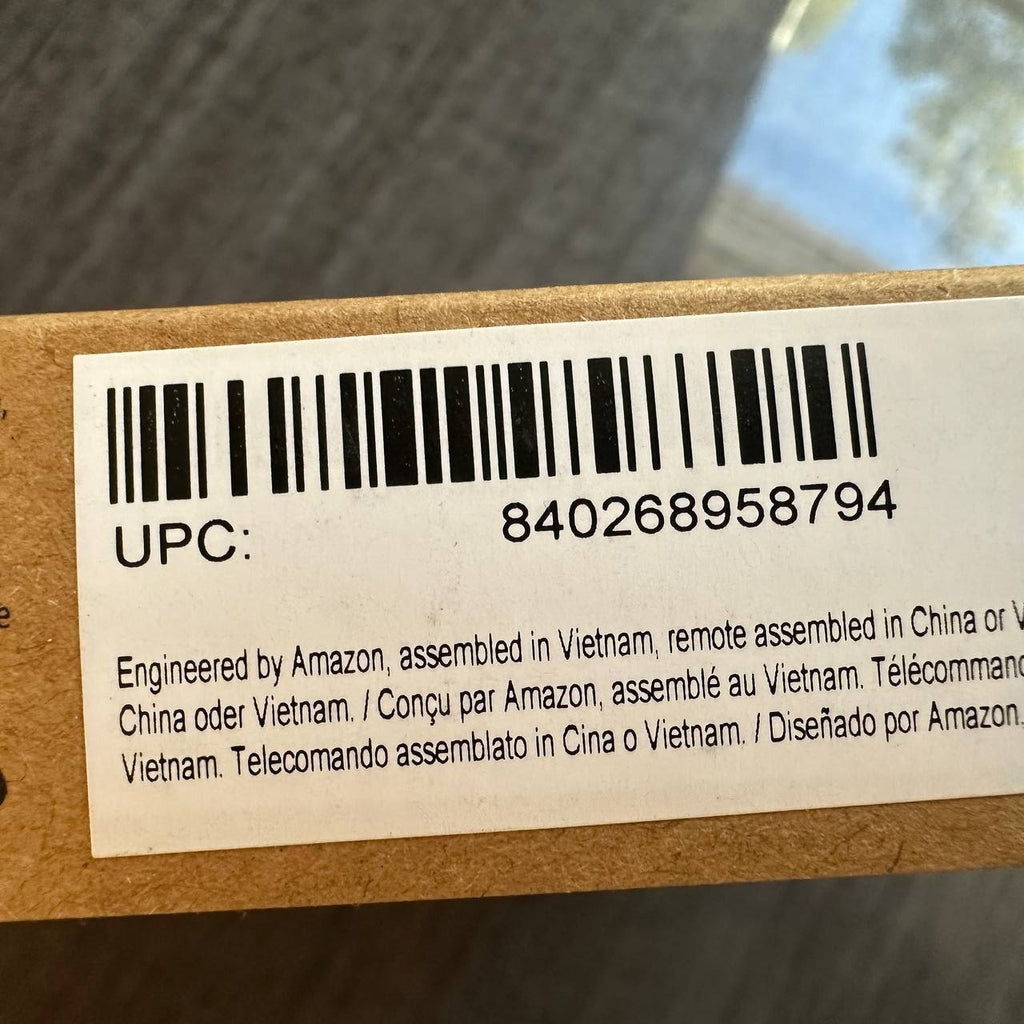 UPC: 840268958794
Engineered by Amazon, assembled in Vietnam, remote assembled in China or
China oder Vietnam. / Conçu par Amazon, assemblé au Vietnam.
Vietnam. Telecomando assemblato in Cina o Vietnam. / Diseñado por Amazon.